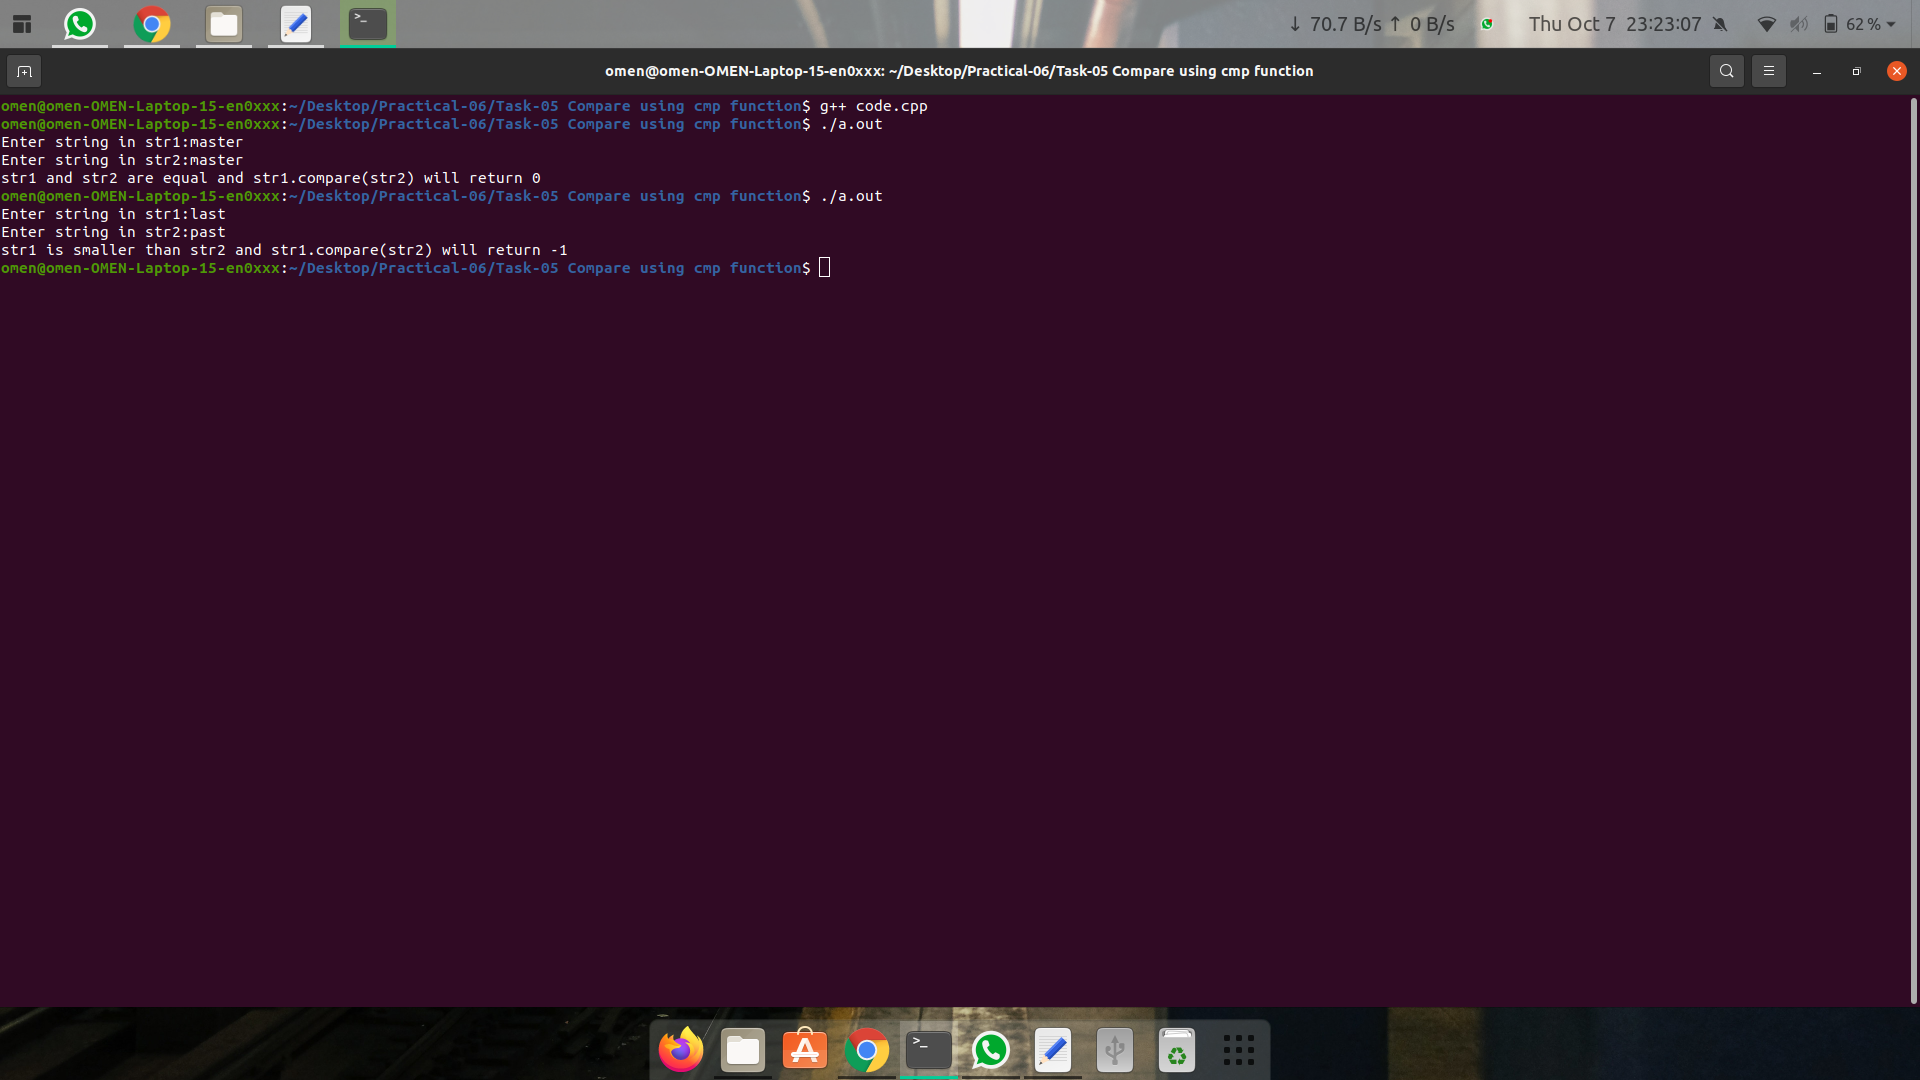 ↓ 70.7 B/s ↑ 0 B/s Thu Oct 7 23:23:07 62 %
omen@omen-OMEN-Laptop-15-en0xxx: ~/Desktop/Practical-06/Task-05 Compare using cmp function
omen@omen-OMEN-Laptop-15-en0xxx:~/Desktop/Practical-06/Task-05 Compare using cmp function$ g++ code.cpp
omen@omen-OMEN-Laptop-15-en0xxx:~/Desktop/Practical-06/Task-05 Compare using cmp function$ ./a.out
Enter string in str1:master
Enter string in str2:master
str1 and str2 are equal and str1.compare(str2) will return 0
omen@omen-OMEN-Laptop-15-en0xxx:~/Desktop/Practical-06/Task-05 Compare using cmp function$ ./a.out
Enter string in str1:last
Enter string in str2:past
str1 is smaller than str2 and str1.compare(str2) will return -1
omen@omen-OMEN-Laptop-15-en0xxx:~/Desktop/Practical-06/Task-05 Compare using cmp function$